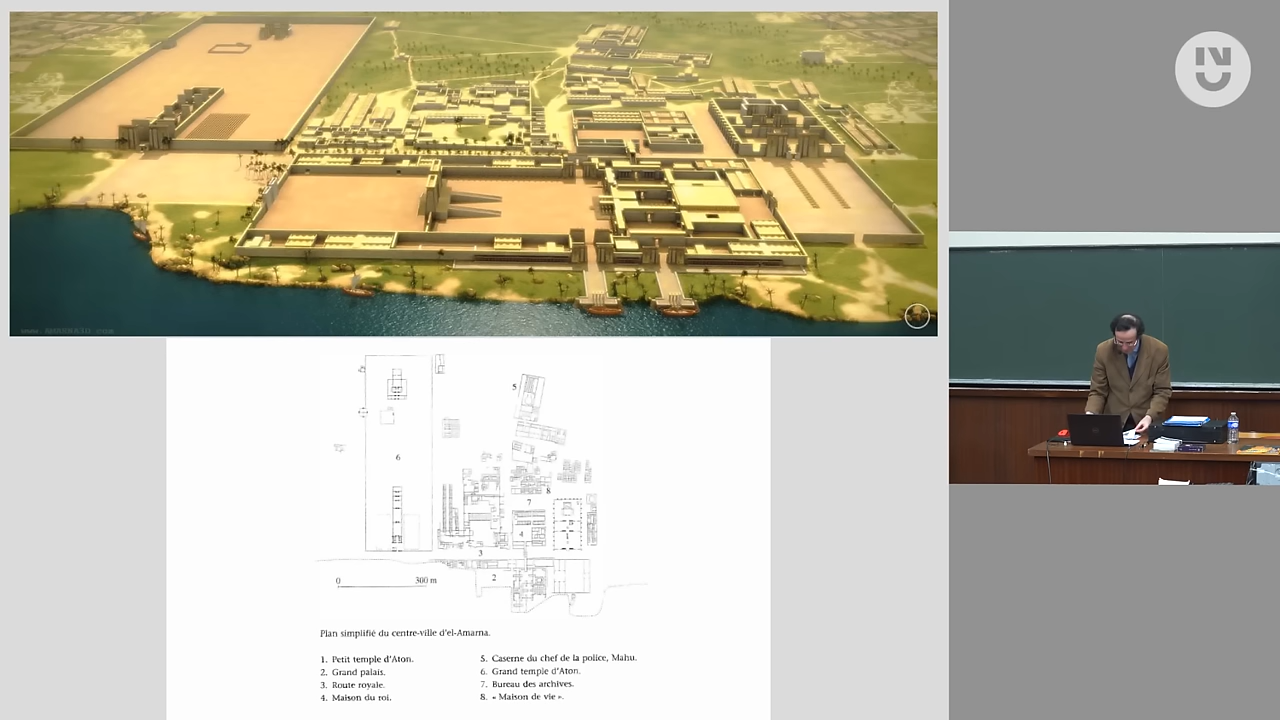 5
6
8
7
4
1
3
2
0 300 m
Plan simplifié du centre-ville d'el-Amarna.
1. Petit temple d'Aton.
2. Grand palais.
3. Route royale.
4. Maison du roi.
5. Caserne du chef de la police, Mahu.
6. Grand temple d'Aton.
7. Bureau des archives.
8. « Maison de vie ».